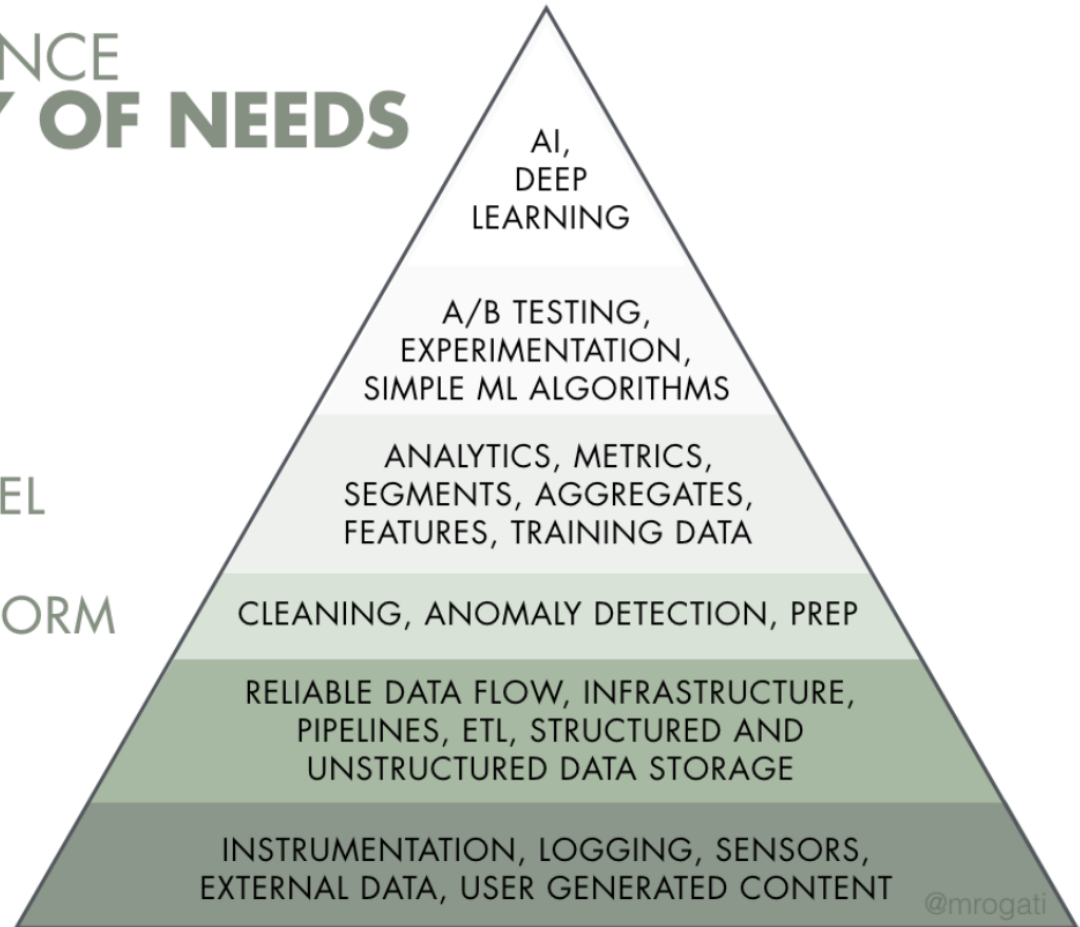 NCE
Y OF NEEDS
AI,
DEEP
LEARNING
A/B TESTING,
EXPERIMENTATION,
SIMPLE ML ALGORITHMS
ANALYTICS, METRICS,
SEGMENTS, AGGREGATES,
FEATURES, TRAINING DATA
EL
ORM
CLEANING, ANOMALY DETECTION, PREP
RELIABLE DATA FLOW, INFRASTRUCTURE,
PIPELINES, ETL, STRUCTURED AND
UNSTRUCTURED DATA STORAGE
INSTRUMENTATION, LOGGING, SENSORS,
EXTERNAL DATA, USER GENERATED CONTENT
@mrogati